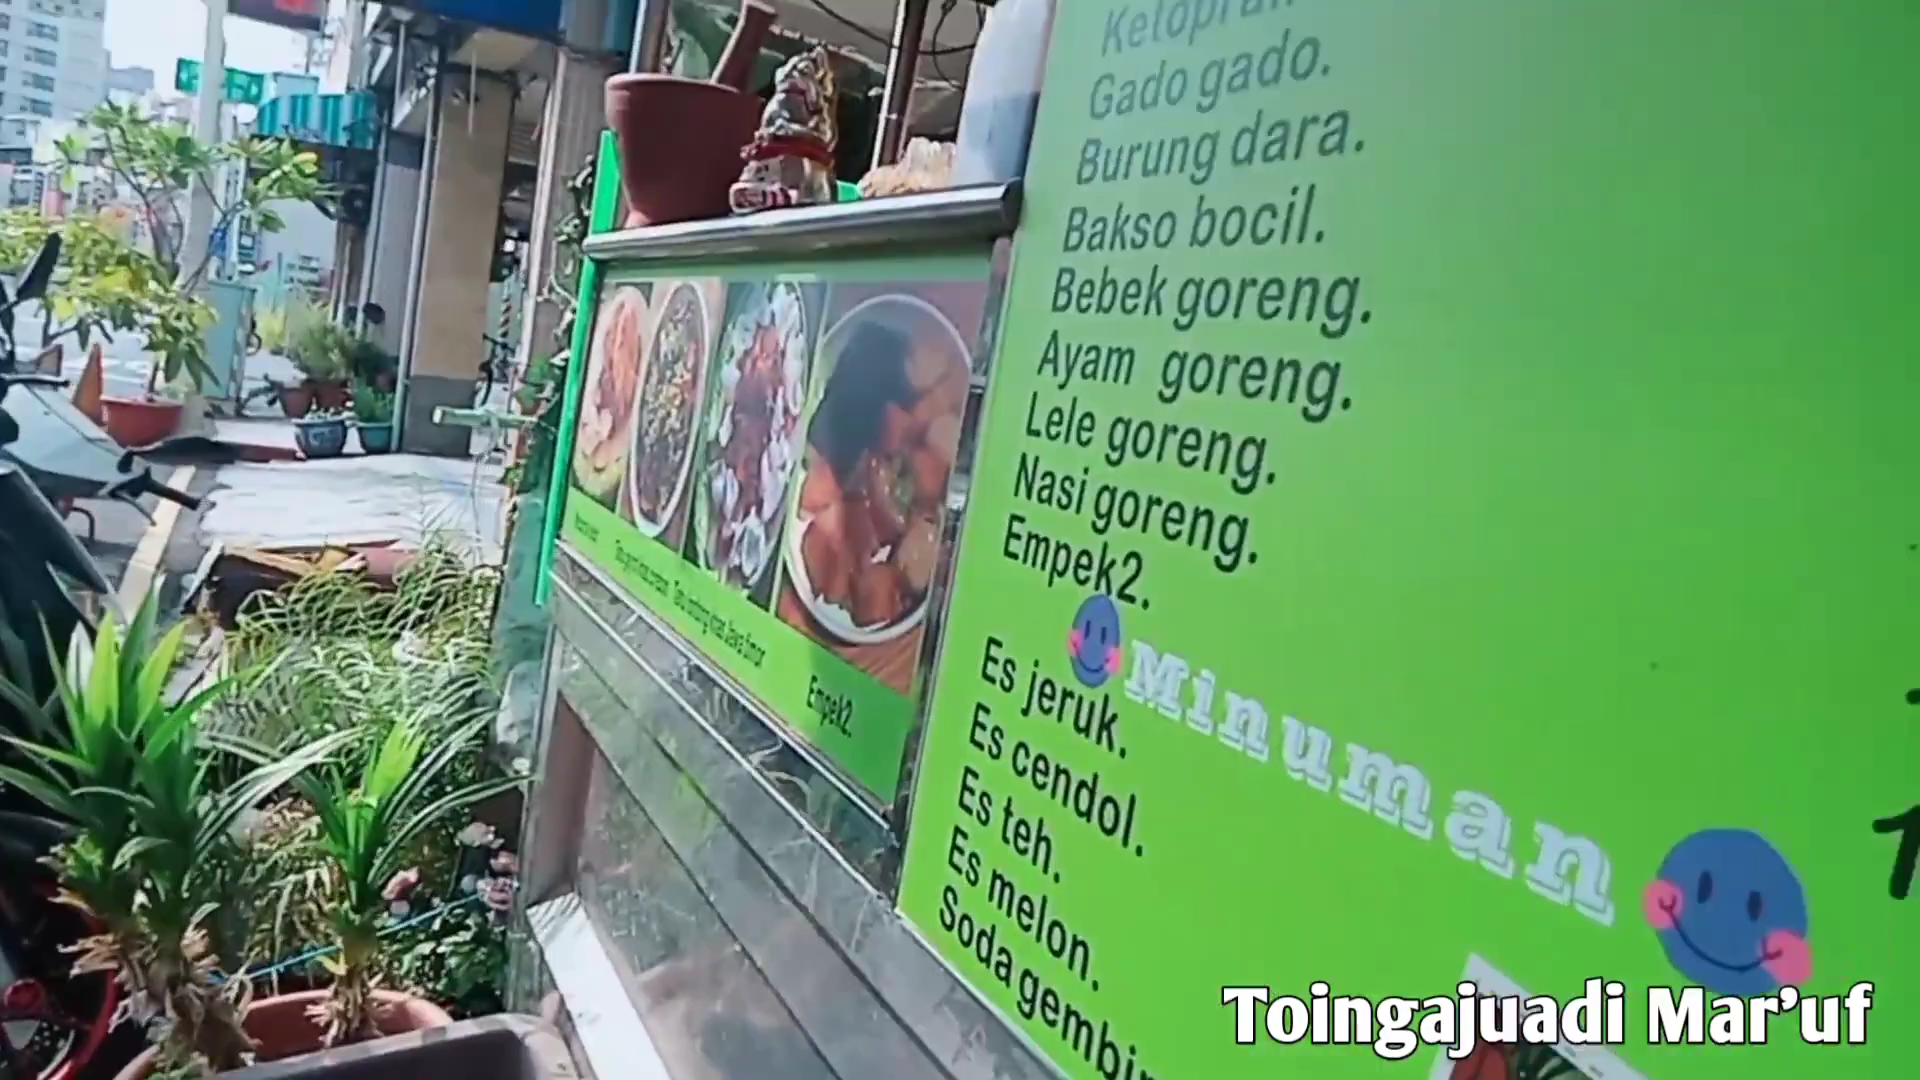 Gado gado.
Burung dara.
Bakso bocil.
Bebek goreng.
Ayam goreng.
Lele goreng.
Nasi goreng.
Empek2.
Minuman
Es jeruk.
Es cendol.
Es teh.
Es melon.
Soda
Empek2.
Toingajuadi Mar'uf